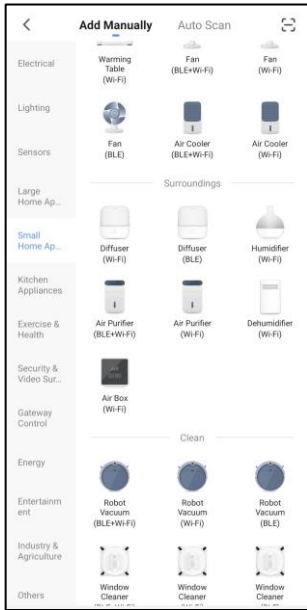 Add Manually Auto Scan
Electrical
Lighting
Sensors
Large
Home Ap...
Small
Home Ap...
Kitchen
Appliances
Exercise &
Health
Security &
Video Sur...
Gateway
Control
Energy
Entertainm
ent
Industry &
Agriculture
Others
Warming
Table
(Wi-Fi)
Fan
(BLE+Wi-Fi)
Fan
(Wi-Fi)
Fan
(BLE)
Air Cooler
(BLE+Wi-Fi)
Air Cooler
(Wi-Fi)
Surroundings
Diffuser
(Wi-Fi)
Diffuser
(BLE)
Humidifier
(Wi-Fi)
Air Purifier
(BLE+Wi-Fi)
Air Purifier
(Wi-Fi)
Dehumidifier
(Wi-Fi)
Air Box
(Wi-Fi)
Clean
Robot
Vacuum
(BLE+Wi-Fi)
Robot
Vacuum
(Wi-Fi)
Robot
Vacuum
(BLE)
Window
Cleaner
Window
Cleaner
Window
Cleaner